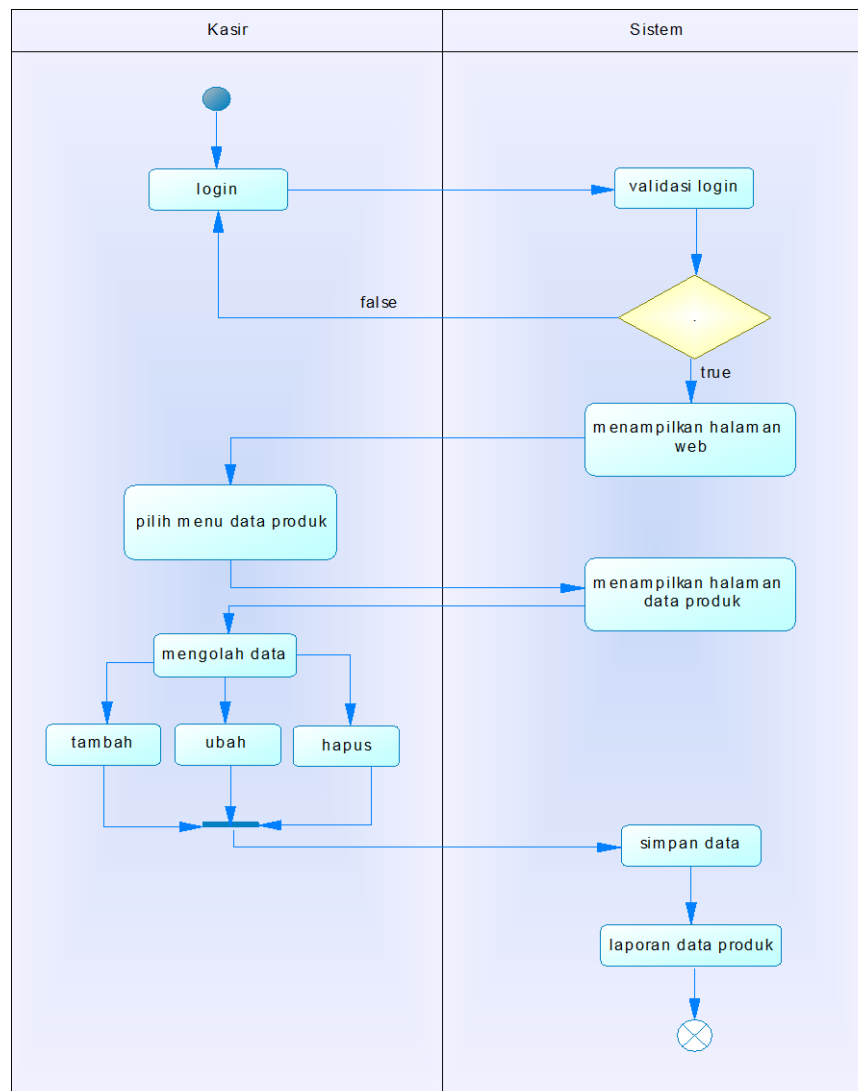 Kasir
Sistem
login
validasi login
false
.
true
menampilkan halaman
web
pilih menu data produk
menampilkan halaman
data produk
mengolah data
tambah
ubah
hapus
simpan data
laporan data produk